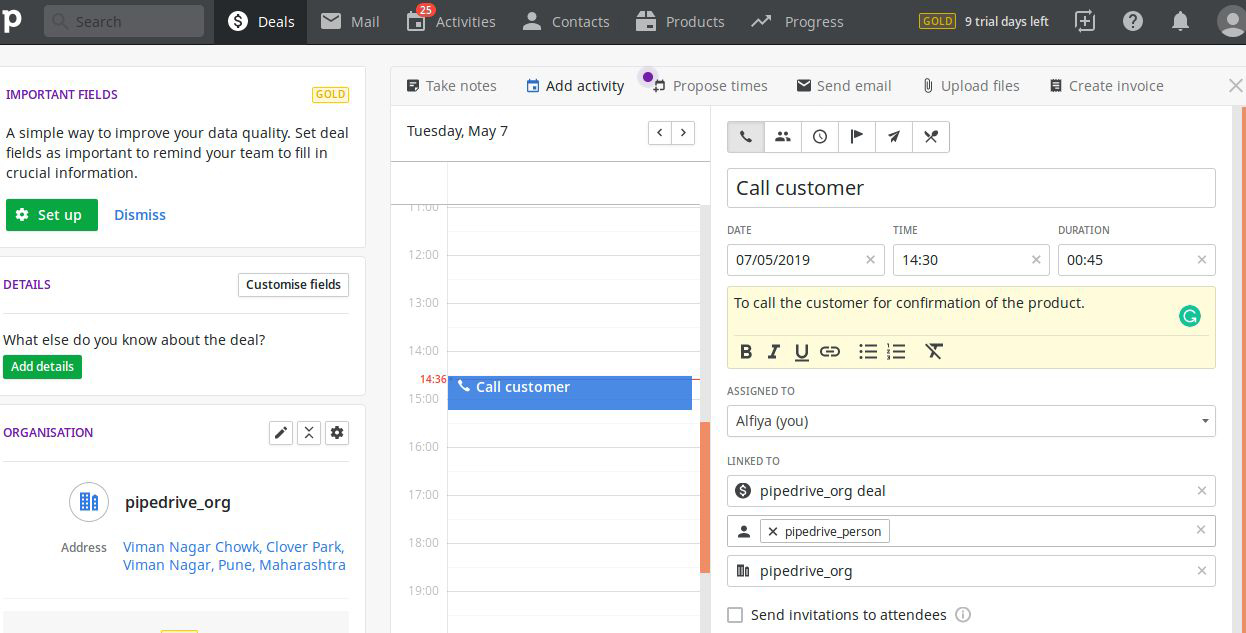 p
Search
Deals
Mail
25
Activities
Contacts
Products
Progress
GOLD
9 trial days left
IMPORTANT FIELDS
GOLD
A simple way to improve your data quality. Set deal
fields as important to remind your team to fill in
crucial information.
Set up
Dismiss
DETAILS
Customise fields
What else do you know about the deal?
Add details
ORGANISATION
pipedrive_org
Address
Viman Nagar Chowk, Clover Park,
Viman Nagar, Pune, Maharashtra
Take notes
Add activity
Propose times
Send email
Upload files
Create invoice
Tuesday, May 7
11:00
12:00
13:00
14:00
14:36
Call customer
15:00
16:00
17:00
18:00
19:00
Call customer
DATE
TIME
DURATION
07/05/2019
14:30
00:45
To call the customer for confirmation of the product.
B I U
ASSIGNED TO
Alfiya (you)
LINKED TO
pipedrive_org deal
pipedrive_person
pipedrive_org
Send invitations to attendees